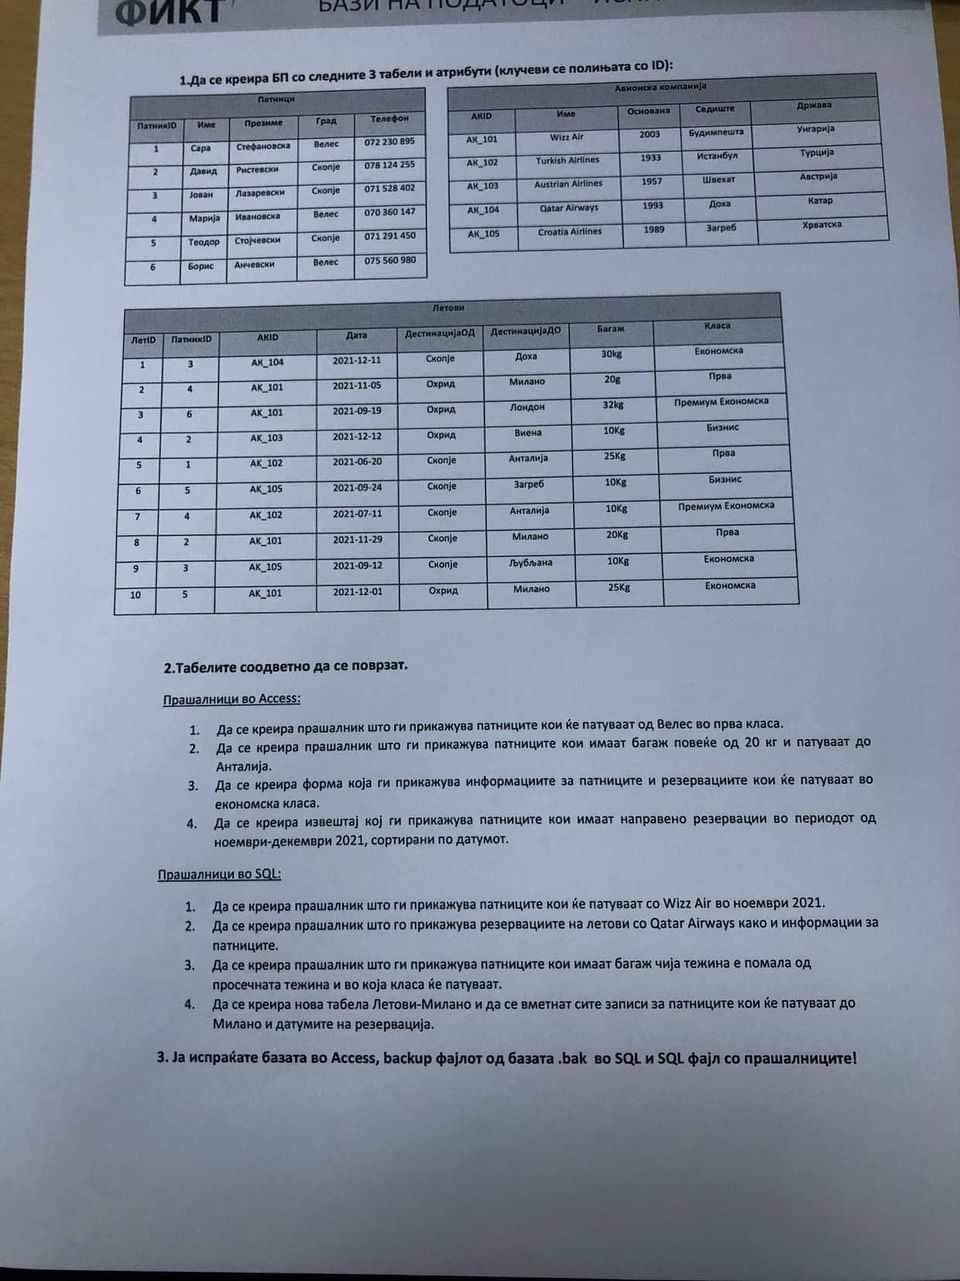 ФИКТ БАЗИ НА ПОДАТОЦИ
1.Да се креира БП со следните 3 табели и атрибути (клучеви се полињата со ID):
Патници
ПатникID Име Презиме Град Телефон
1 Сара Стефановска Велес 072 230 895
2 Давид Ристевски Скопје 078 124 255
3 Јован Лазаревски Скопје 071 528 402
4 Марија Ивановска Велес 070 360 147
5 Теодор Стојчевски Скопје 071 291 450
6 Борис Анчевски Велес 075 560 980
Авионска компанија
AKID Име Основана Седиште Држава
АК_101 Wizz Air 2003 Будимпешта Унгарија
АК_102 Turkish Airlines 1933 Истанбул Турција
АК_103 Austrian Airlines 1957 Швехат Австрија
АК_104 Qatar Airways 1993 Доха Катар
АК_105 Croatia Airlines 1989 Загреб Хрватска
Летови
ЛетID ПатникID AKID Дата ДестинацијаОД ДестинацијаДО Багаж Класа
1 3 АК_104 2021-12-11 Скопје Доха 30kg Економска
2 4 АК_101 2021-11-05 Охрид Милано 20g Прва
3 6 АК_101 2021-09-19 Охрид Лондон 32kg Премиум Економска
4 2 АК_103 2021-12-12 Охрид Виена 10Kg Бизнис
5 1 АК_102 2021-06-20 Скопје Анталија 25Kg Прва
6 5 АК_105 2021-09-24 Скопје Загреб 10Kg Бизнис
7 4 АК_102 2021-07-11 Скопје Анталија 10Kg Премиум Економска
8 2 АК_101 2021-11-29 Скопје Милано 20Kg Прва
9 3 АК_105 2021-09-12 Скопје Љубљана 10Kg Економска
10 5 АК_101 2021-12-01 Охрид Милано 25Kg Економска
2.Табелите соодветно да се поврзат.
Прашалници во Access:
1. Да се креира прашалник што ги прикажува патниците кои ќе патуваат од Велес во прва класа.
2. Да се креира прашалник што ги прикажува патниците кои имаат багаж повеќе од 20 кг и патуваат до
Анталија.
3. Да се креира форма која ги прикажува информациите за патниците и резервациите кои ќе патуваат во
економска класа.
4. Да се креира извештај кој ги прикажува патниците кои имаат направено резервации во периодот од
ноември-декември 2021, сортирани по датумот.
Прашалници во SQL:
1. Да се креира прашалник што ги прикажува патниците кои ќе патуваат со Wizz Air во ноември 2021.
2. Да се креира прашалник што го прикажува резервациите на летови со Qatar Airways како и информации за
патниците.
3. Да се креира прашалник што ги прикажува патниците кои имаат багаж чија тежина е помала од
просечната тежина и во која класа ќе патуваат.
4. Да се креира нова табела Летови-Милано и да се вметнат сите записи за патниците кои ќе патуваат до
Милано и датумите на резервација.
3. Ја испраќате базата во Access, backup фајлот од базата .bak во SQL и SQL фајл со прашалниците!